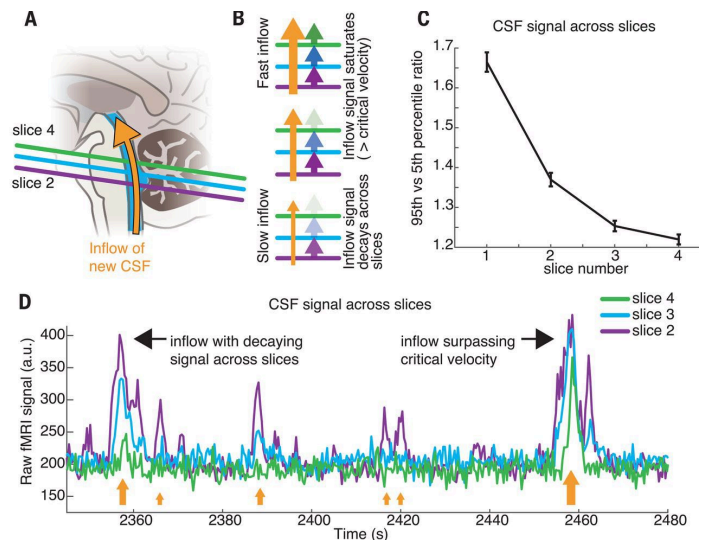 A
slice 4
slice 2
Inflow of
new CSF
B
Fast inflow
Slow inflow
Inflow signal saturates
( > critical velocity)
Inflow signal
decays across
slices
C
CSF signal across slices
95th vs 5th percentile ratio
1.7
1.6
1.5
1.4
1.3
1.2
1 2 3 4
slice number
D
CSF signal across slices
slice 4
slice 3
slice 2
inflow with decaying
signal across slices
inflow surpassing
critical velocity
Raw fMRI signal (a.u.)
400
350
300
250
200
150
2360 2380 2400 2420 2440 2460 2480
Time (s)